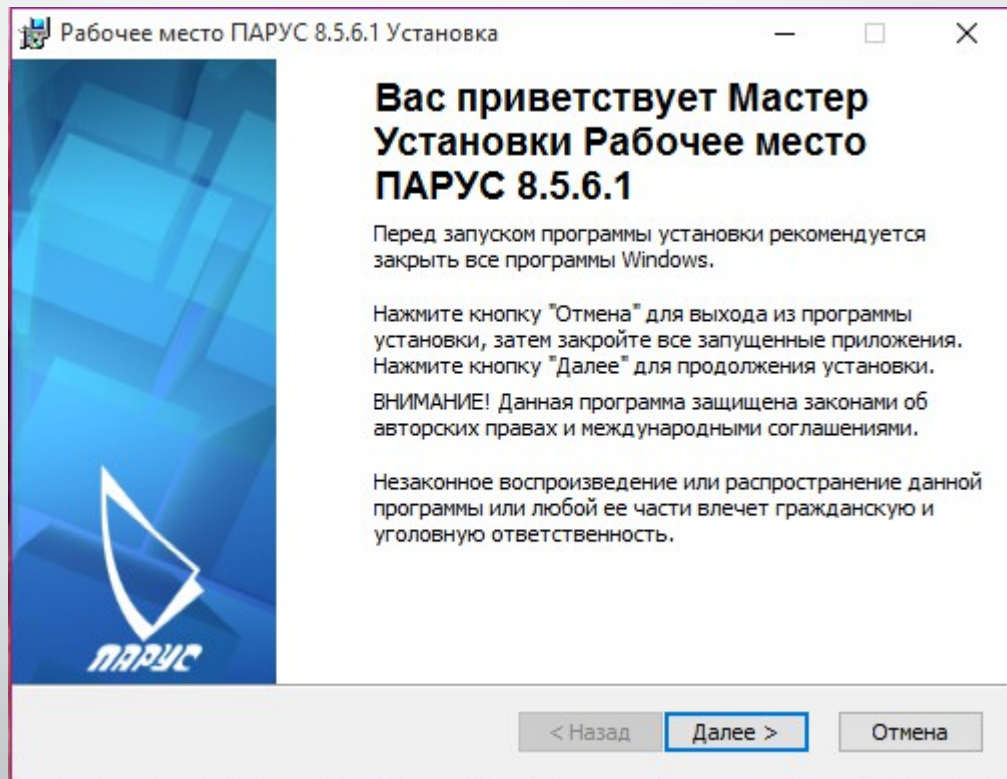 Рабочее место ПАРУС 8.5.6.1 Установка
Вас приветствует Мастер
Установки Рабочее место
ПАРУС 8.5.6.1
Перед запуском программы установки рекомендуется
закрыть все программы Windows.
Нажмите кнопку "Отмена" для выхода из программы
установки, затем закройте все запущенные приложения.
Нажмите кнопку "Далее" для продолжения установки.
ВНИМАНИЕ! Данная программа защищена законами об
авторских правах и международными соглашениями.
Незаконное воспроизведение или распространение данной
программы или любой ее части влечет гражданскую и
уголовную ответственность.
ПАРУС
< Назад
Далее >
Отмена